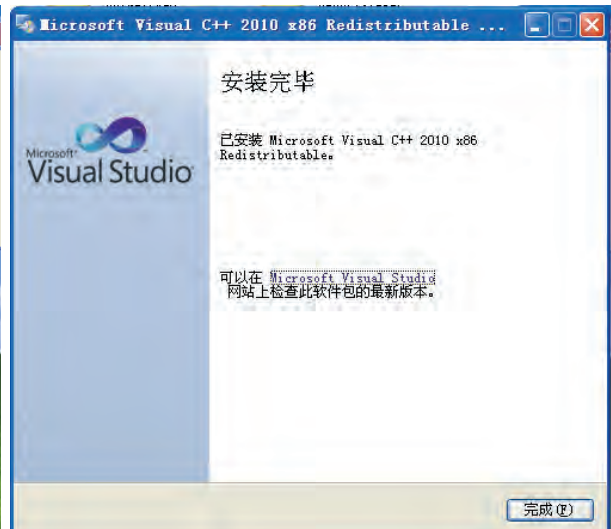 Microsoft Visual C++ 2010 x86 Redistributable ...
安装完毕
已安装 Microsoft Visual C++ 2010 x86
Redistributable。
Microsoft
Visual Studio
可以在 Microsoft Visual Studio
网站上检查此软件包的最新版本。
完成(F)